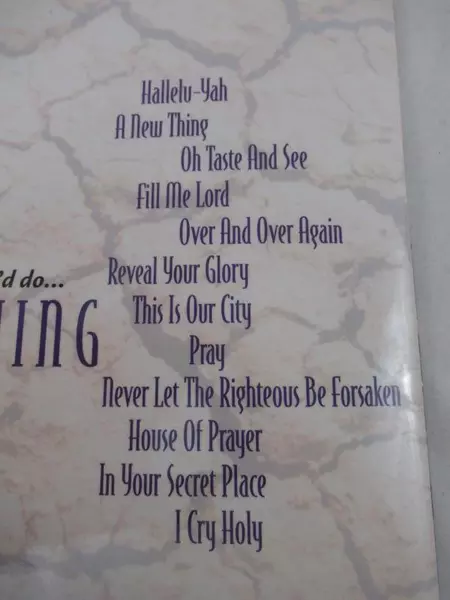 Hallelu-Yah
A New Thing
Oh Taste And See
Fill Me Lord
Over And Over Again
'd do...
Reveal Your Glory
This Is Our City
ING
Pray
Never Let The Righteous Be Forsaken
House Of Prayer
In Your Secret Place
I Cry Holy